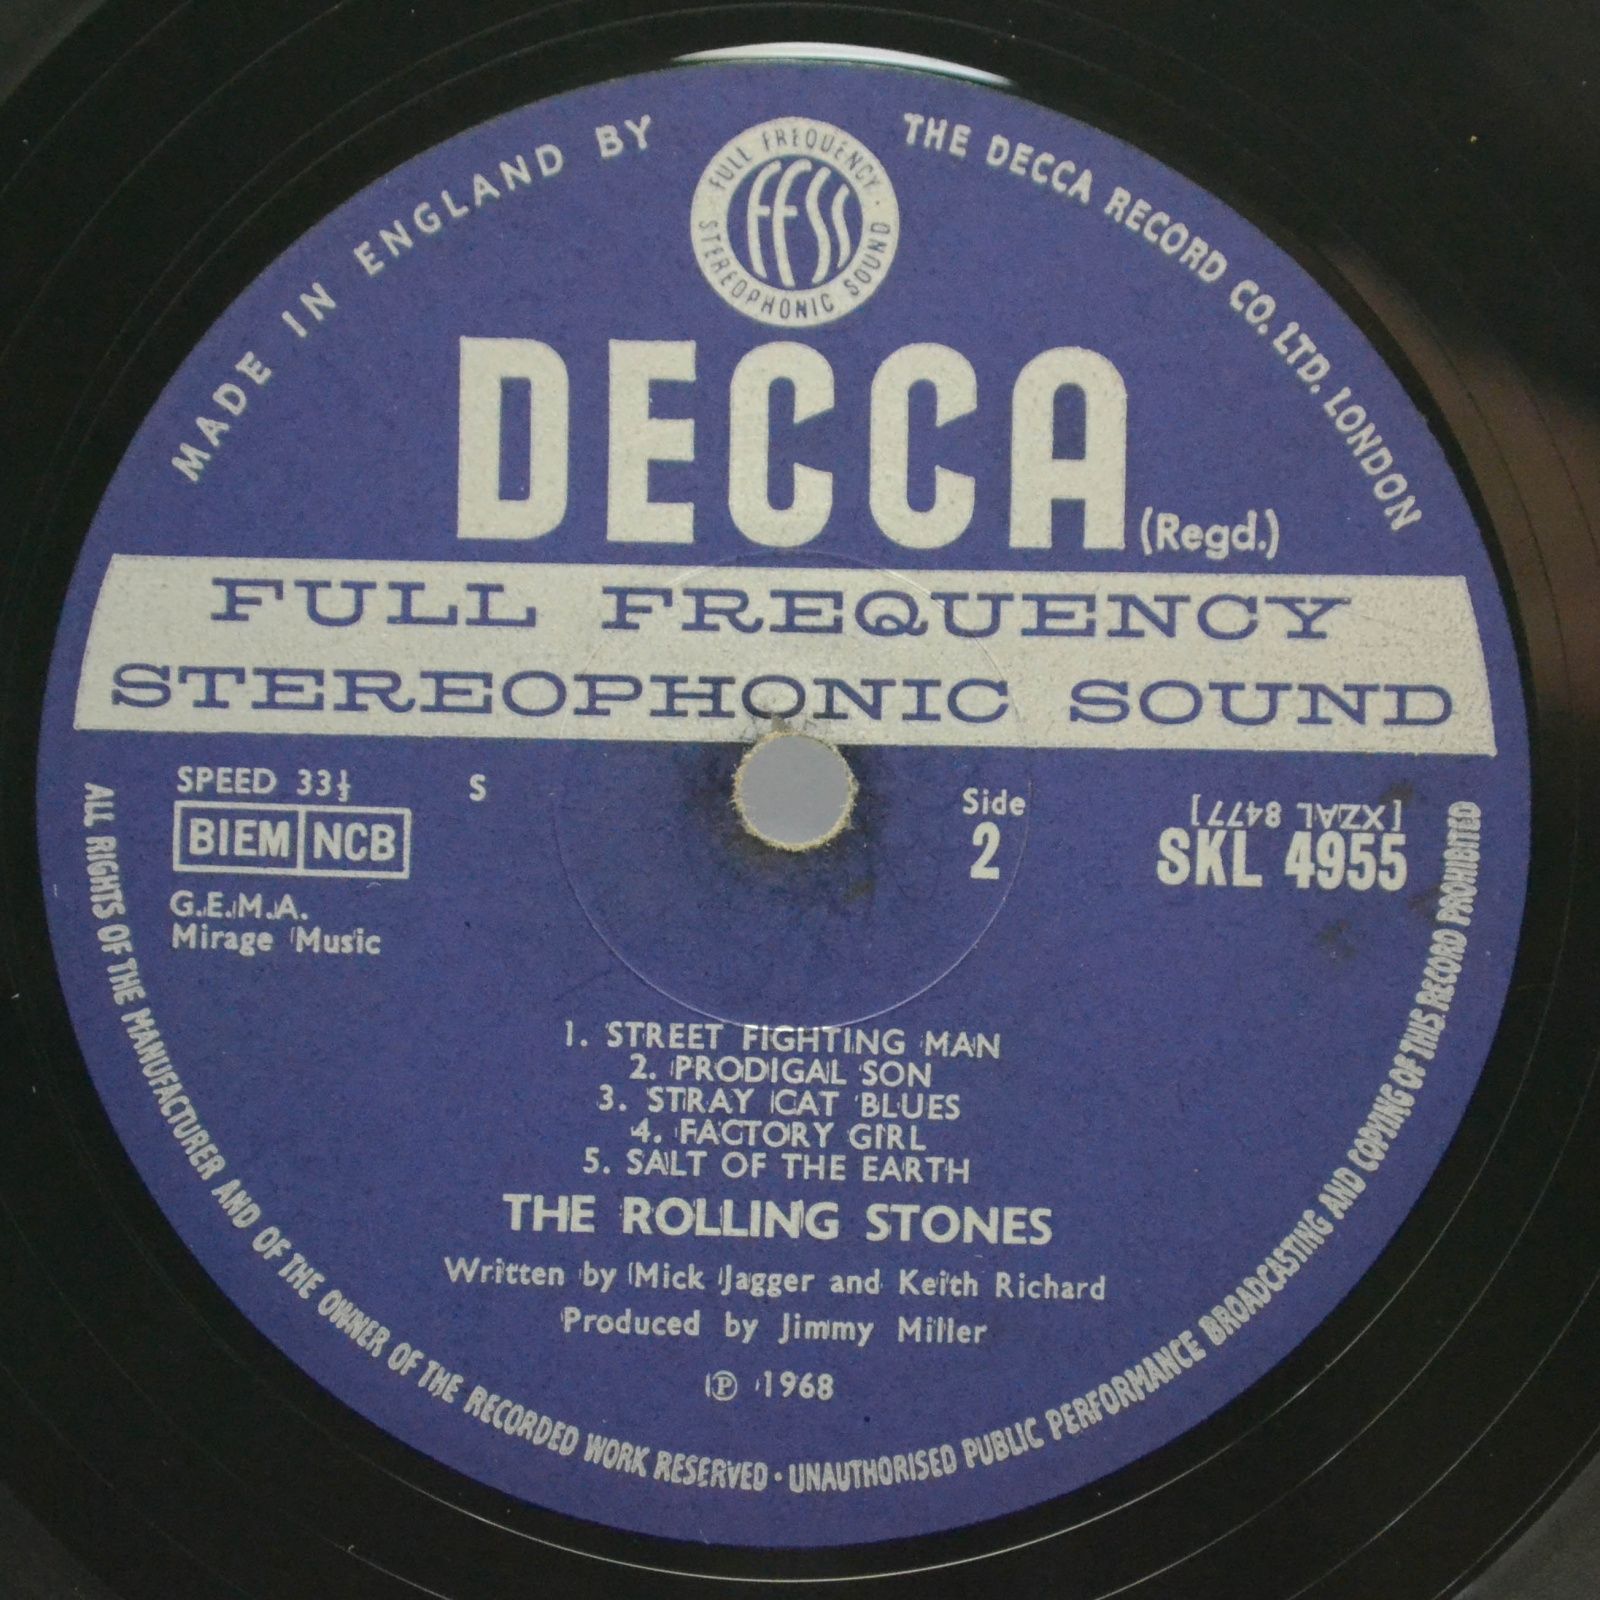 MADE IN ENGLAND BY THE DECCA RECORD CO. LTD. LONDON
FULL FREQUENCY · STEREOPHONIC SOUND
FFSS
DECCA (Regd.)
FULL FREQUENCY
STEREOPHONIC SOUND
SPEED 33⅓ S
BIEM NCB
G.E.M.A.
Mirage Music
Side
2
[XZAL 8477]
SKL 4955
1. STREET FIGHTING MAN
2. PRODIGAL SON
3. STRAY CAT BLUES
4. FACTORY GIRL
5. SALT OF THE EARTH
THE ROLLING STONES
Written by Mick Jagger and Keith Richard
Produced by Jimmy Miller
Ⓟ 1968
ALL RIGHTS OF THE MANUFACTURER AND OF THE OWNER OF THE RECORDED WORK RESERVED · UNAUTHORISED PUBLIC PERFORMANCE BROADCASTING AND COPYING OF THIS RECORD PROHIBITED